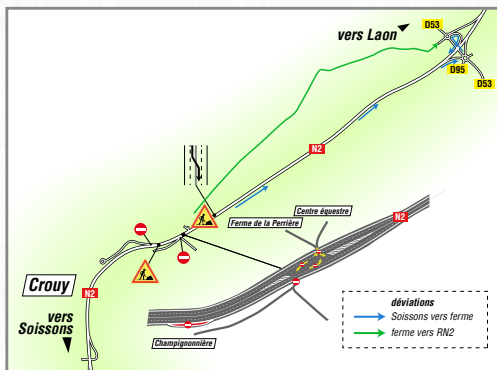 D53
vers Laon
D95
D53
N2
Centre équestre
Ferme de la Perrière
N2
Crouy
N2
vers
Soissons
Champignonnière
déviations
Soissons vers ferme
ferme vers RN2